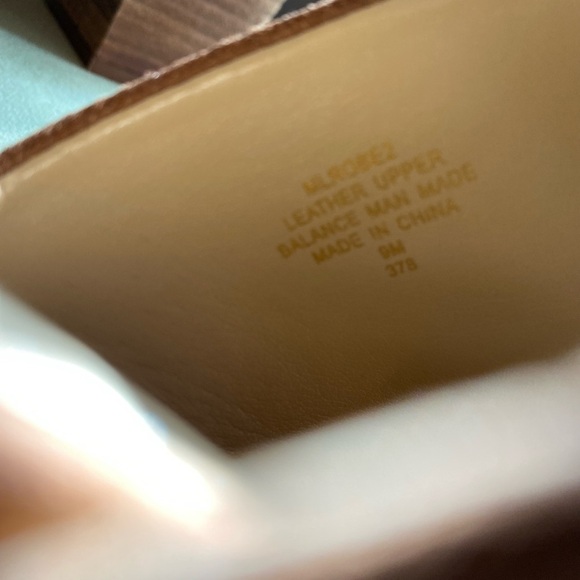 MLROBE2
LEATHER UPPER
BALANCE MAN MADE
MADE IN CHINA
9M
378